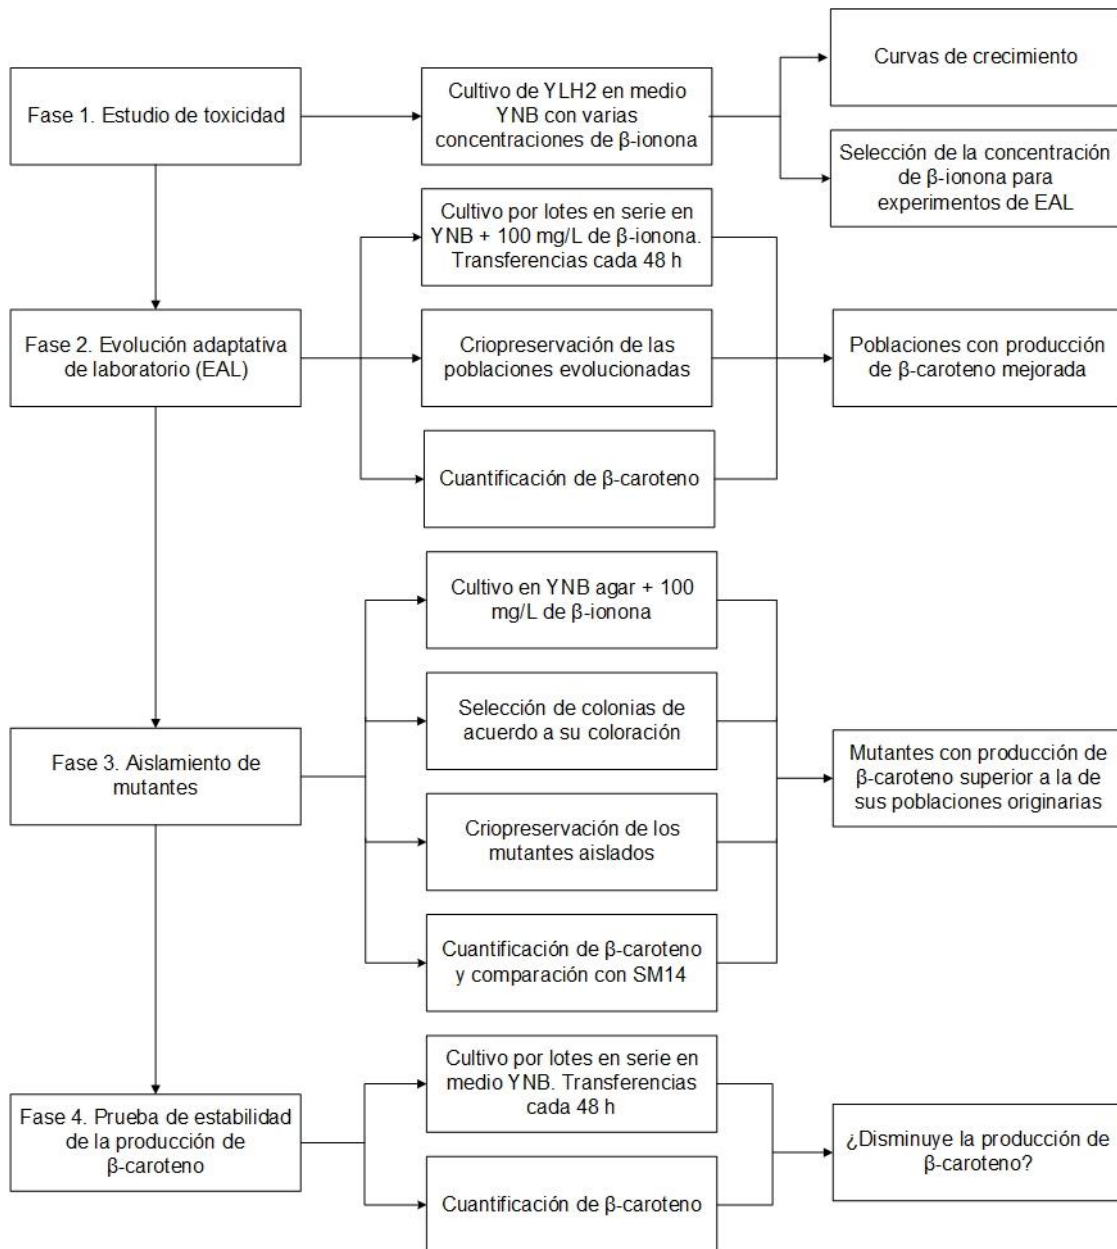 Fase 1. Estudio de toxicidad
Cultivo de YLH2 en medio
YNB con varias
concentraciones de β-ionona
Curvas de crecimiento
Selección de la concentración
de β-ionona para
experimentos de EAL
Fase 2. Evolución adaptativa
de laboratorio (EAL)
Cultivo por lotes en serie en
YNB + 100 mg/L de β-ionona.
Transferencias cada 48 h
Criopreservación de las
poblaciones evolucionadas
Cuantificación de β-caroteno
Poblaciones con producción
de β-caroteno mejorada
Fase 3. Aislamiento de
mutantes
Cultivo en YNB agar + 100
mg/L de β-ionona
Selección de colonias de
acuerdo a su coloración
Criopreservación de los
mutantes aislados
Cuantificación de β-caroteno
y comparación con SM14
Mutantes con producción de
β-caroteno superior a la de
sus poblaciones originarias
Fase 4. Prueba de estabilidad
de la producción de
β-caroteno
Cultivo por lotes en serie en
medio YNB. Transferencias
cada 48 h
Cuantificación de β-caroteno
¿Disminuye la producción de
β-caroteno?